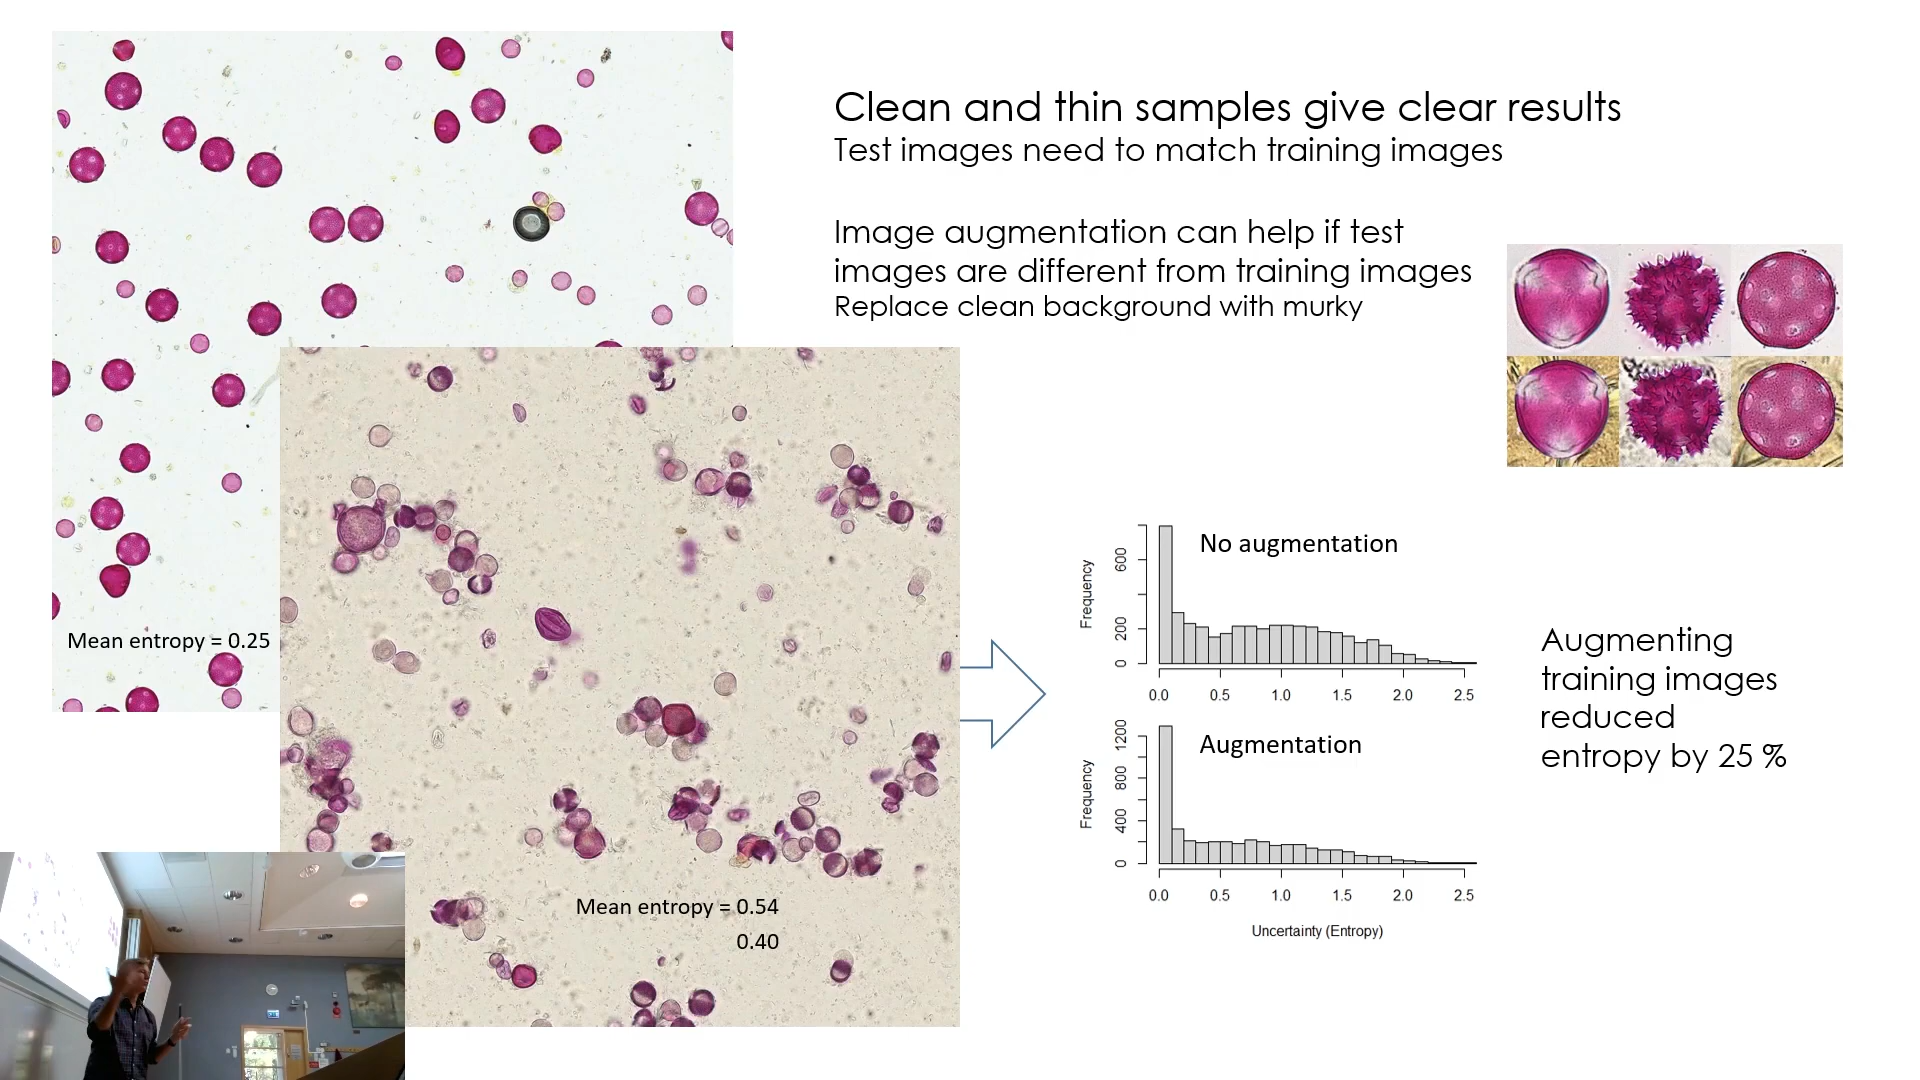 Clean and thin samples give clear results
Test images need to match training images
Image augmentation can help if test
images are different from training images
Replace clean background with murky
Mean entropy = 0.25
Mean entropy = 0.54
0.40
No augmentation
Frequency
0 200 600
0.0 0.5 1.0 1.5 2.0 2.5
Augmentation
Frequency
0 400 800 1200
0.0 0.5 1.0 1.5 2.0 2.5
Uncertainty (Entropy)
Augmenting
training images
reduced
entropy by 25 %